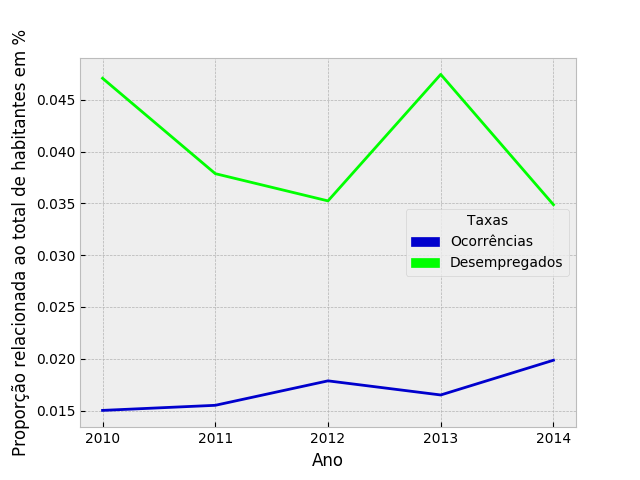 Proporção relacionada ao total de habitantes em %
0.045
0.040
0.035
0.030
0.025
0.020
0.015
Taxas
Ocorrências
Desempregados
2010 2011 2012 2013 2014
Ano